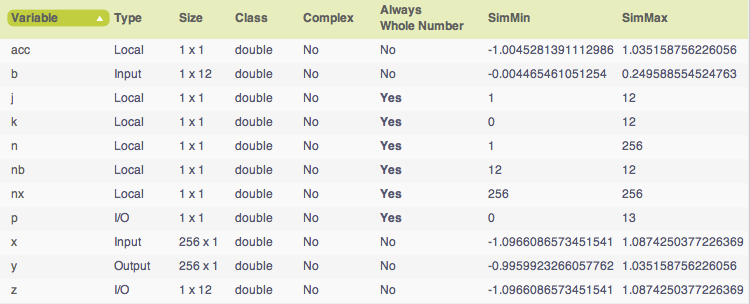 Variable ▲ Type Size Class Complex Always Whole Number SimMin SimMax
acc Local 1 x 1 double No No -1.0045281391112986 1.035158756226056
b Input 1 x 12 double No No -0.004465461051254 0.249588554524763
j Local 1 x 1 double No Yes 1 12
k Local 1 x 1 double No Yes 0 12
n Local 1 x 1 double No Yes 1 256
nb Local 1 x 1 double No Yes 12 12
nx Local 1 x 1 double No Yes 256 256
p I/O 1 x 1 double No Yes 0 13
x Input 256 x 1 double No No -1.0966086573451541 1.0874250377226369
y Output 256 x 1 double No No -0.9959923266057762 1.035158756226056
z I/O 1 x 12 double No No -1.0966086573451541 1.0874250377226369